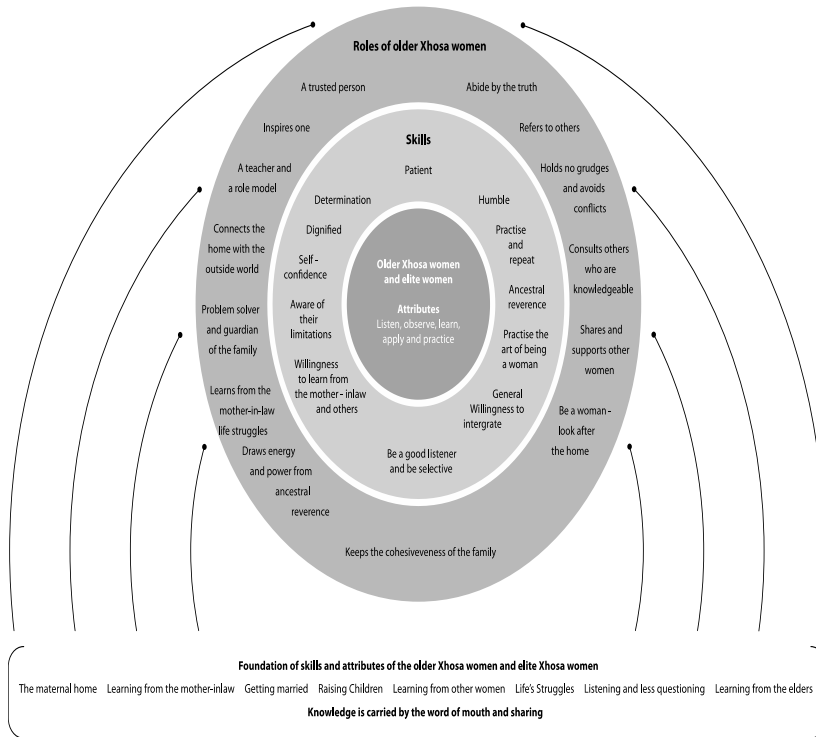 Roles of older Xhosa women
A trusted person
Abide by the truth
Inspires one
Refers to others
A teacher and
a role model
Holds no grudges
and avoids
conflicts
Connects the
home with the
outside world
Consults others
who are
knowledgeable
Problem solver
and guardian
of the family
Shares and
supports other
women
Learns from the
mother-in-law
life struggles
Be a woman-
look after
the home
Draws energy
and power from
ancestral
reverence
Keeps the cohesiveveness of the family
Skills
Patient
Determination
Humble
Dignified
Practise
and
repeat
Self-
confidence
Ancestral
reverence
Aware of
their
limitations
Practise
the art of being
a woman
Willingness
to learn from
the mother-inlaw
and others
General
Willingness to
intergrate
Be a good listener
and be selective
Older Xhosa women
and elite women
Attributes
Listen, observe, learn,
apply and practice
Foundation of skills and attributes of the older Xhosa women and elite Xhosa women
The maternal home Learning from the mother-inlaw Getting married Raising Children Learning from other women Life's Struggles Listening and less questioning Learning from the elders
Knowledge is carried by the word of mouth and sharing